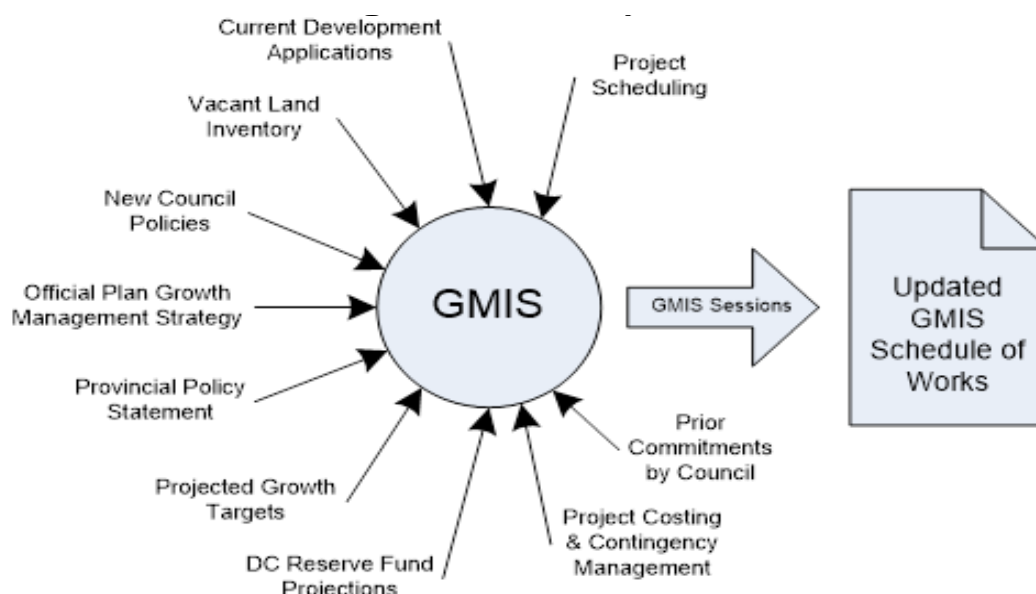 Current Development
Applications
Project
Scheduling
Vacant Land
Inventory
New Council
Policies
Official Plan Growth
Management Strategy
Provincial Policy
Statement
Projected Growth
Targets
DC Reserve Fund
Projections
Project Costing
& Contingency
Management
Prior
Commitments
by Council
GMIS
GMIS Sessions
Updated
GMIS
Schedule of
Works